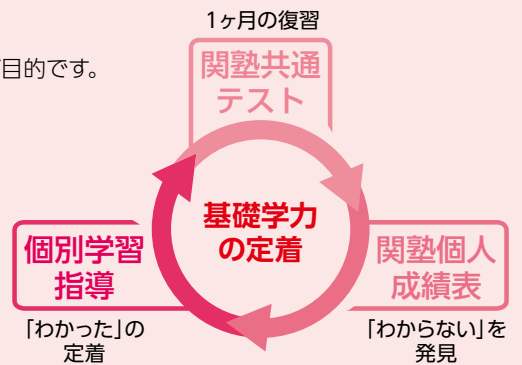 1ヶ月の復習
目的です。
関塾共通
テスト
基礎学力
の定着
個別学習
指導
関塾個人
成績表
「わかった」の
定着
「わからない」を
発見